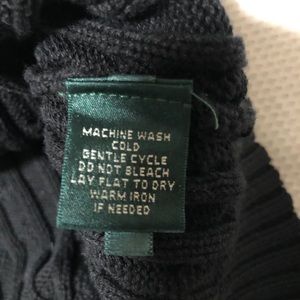 MACHINE WASH
COLD
GENTLE CYCLE
DO NOT BLEACH
LAY FLAT TO DRY
WARM IRON
IF NEEDED